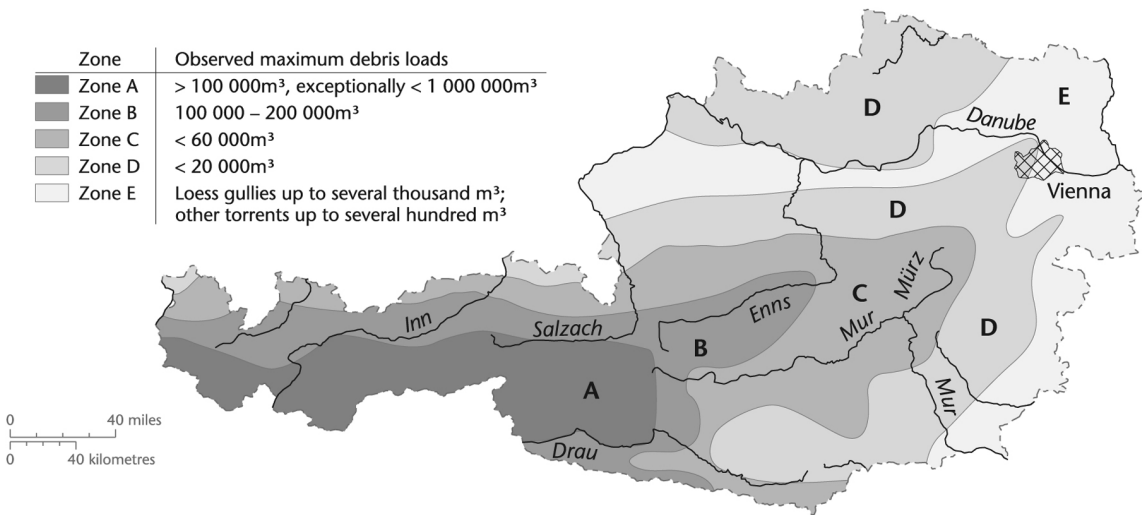 Zone Observed maximum debris loads
Zone A > 100 000m³, exceptionally < 1 000 000m³
Zone B 100 000 – 200 000m³
Zone C < 60 000m³
Zone D < 20 000m³
Zone E Loess gullies up to several thousand m³;
other torrents up to several hundred m³
D
E
Danube
Vienna
D
Mürz
C
Enns
Mur
Inn
Salzach
D
B
A
Mur
Drau
0 40 miles
0 40 kilometres